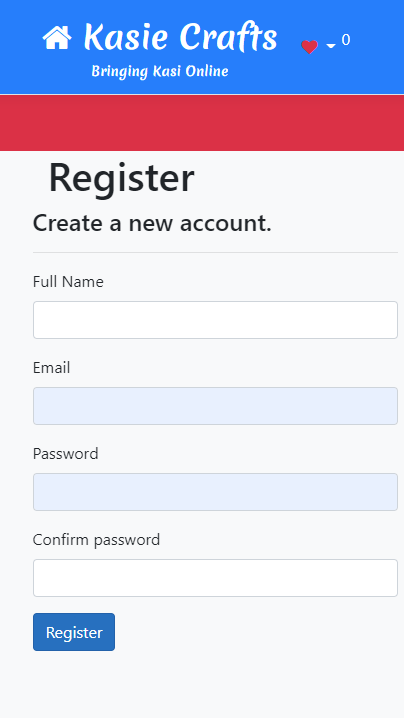 Kasie Crafts
0
Bringing Kasi Online
Register
Create a new account.
Full Name
Email
Password
Confirm password
Register